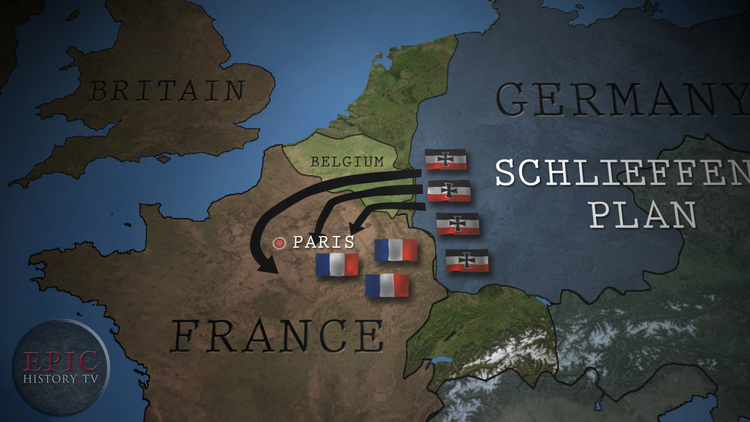 BRITAIN
GERMANY
BELGIUM
SCHLIEFFEN
PLAN
PARIS
FRANCE
EPIC
HISTORY TV